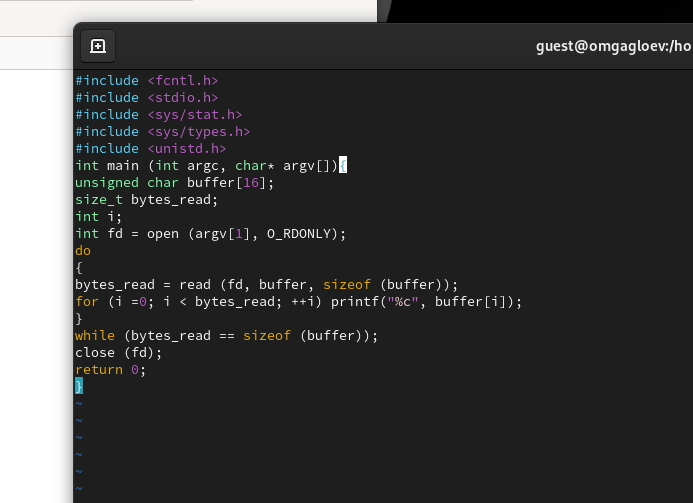 guest@omgagloev:/ho
#include <fcntl.h>
#include <stdio.h>
#include <sys/stat.h>
#include <sys/types.h>
#include <unistd.h>
int main (int argc, char* argv[]){
unsigned char buffer[16];
size_t bytes_read;
int i;
int fd = open (argv[1], O_RDONLY);
do
{
bytes_read = read (fd, buffer, sizeof (buffer));
for (i =0; i < bytes_read; ++i) printf("%c", buffer[i]);
}
while (bytes_read == sizeof (buffer));
close (fd);
return 0;
}
~
~
~
~
~
~